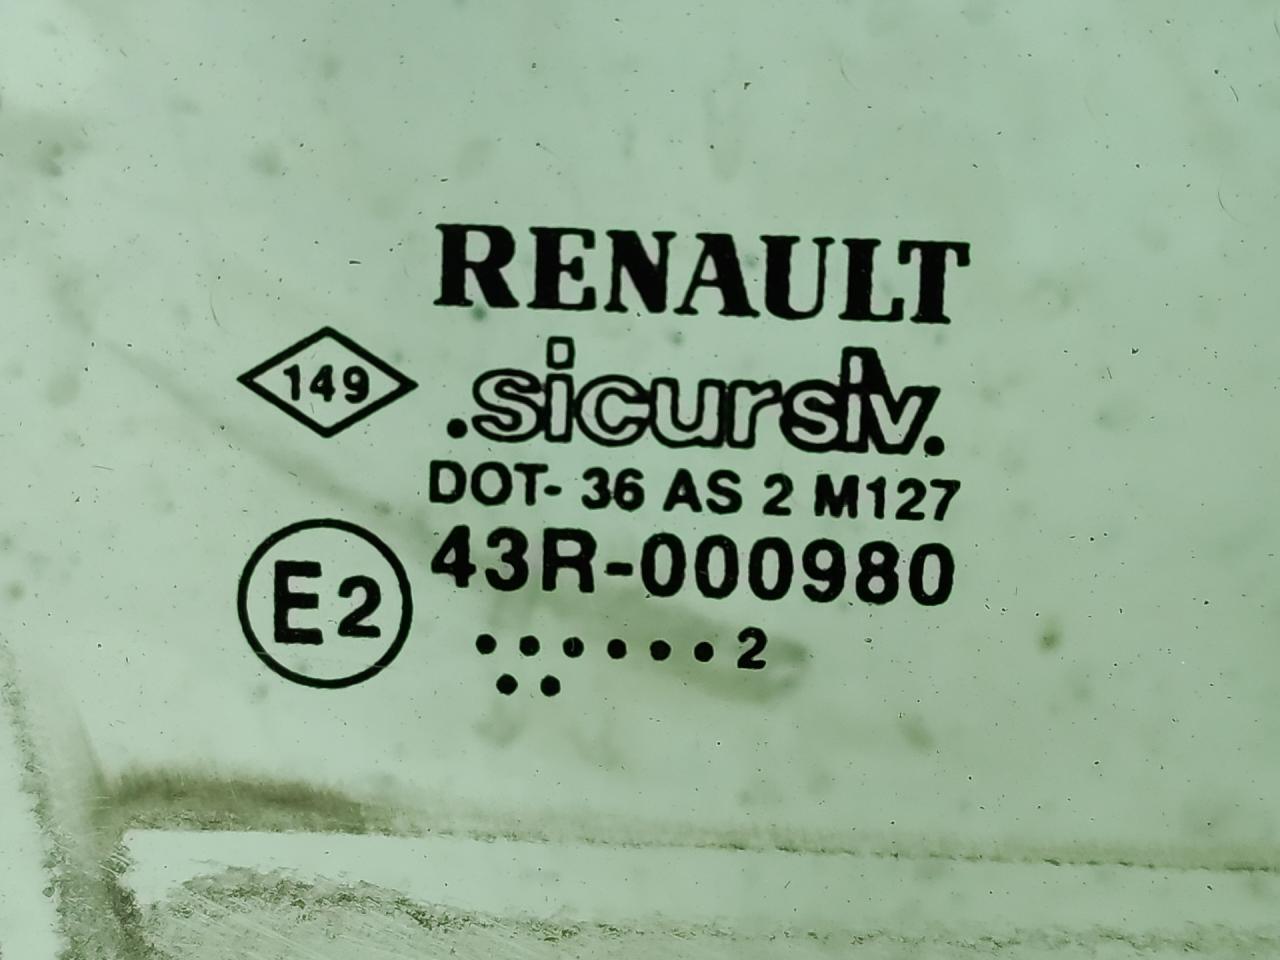 RENAULT
149
.sicursiv.
DOT- 36 AS 2 M127
E2
43R-000980
......2
..